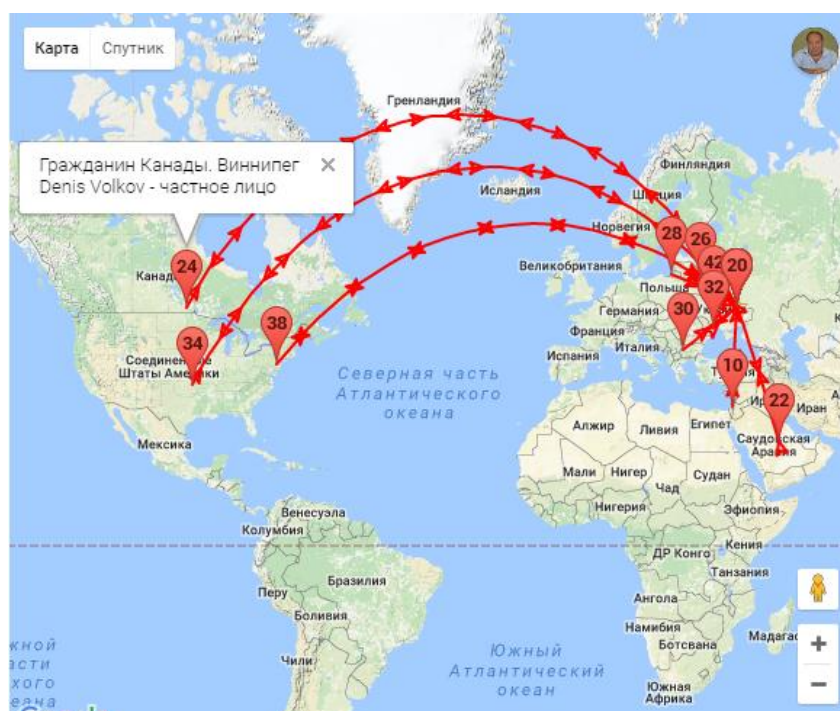 Карта Спутник
Гренландия
Гражданин Канады. Виннипег
Denis Volkov - частное лицо
Финляндия
Исландия
Норвегия
28
26
24
Великобритания
42
20
Польша
32
Германия
30
38
34
Франция
Италия
Испания
10
22
Соединенные
Штаты Америки
Северная часть
Атлантического
океана
Иран
Алжир
Ливия
Египет
Саудовская
Аравия
Мексика
Мали
Нигер
Судан
Чад
Нигерия
Эфиопия
Венесуэла
Колумбия
Кения
ДР Конго
Танзания
Бразилия
Перу
Ангола
Боливия
Намибия
Ботсвана
Чили
Южный
Атлантический
океан
Южная
Африка